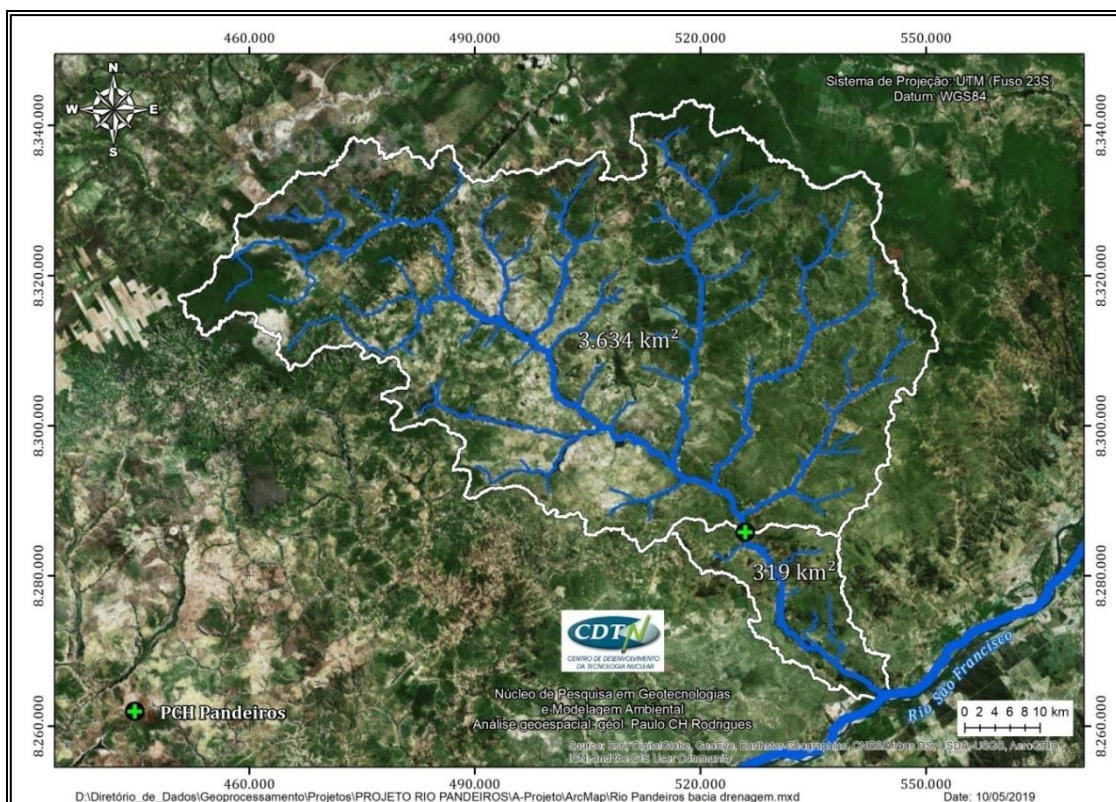 460.000 490.000 520.000 550.000
Sistema de Projeção: UTM (Fuso 23S)
Datum: WGS84
N
W E
S
8.340.000 8.340.000
8.320.000 8.320.000
3.634 km²
8.300.000 8.300.000
8.280.000 8.280.000
319 km²
CDTN
CENTRO DE DESENVOLVIMENTO
DA TECNOLOGIA NUCLEAR
Rio São Francisco
Núcleo de Pesquisa em Geotecnologias
e Modelagem Ambiental
Análise geoespacial: géol. Paulo CH Rodrigues
PCH Pandeiros
0 2 4 6 8 10 km
8.260.000 8.260.000
Source: Esri, DigitalGlobe, GeoEye, Earthstar Geographics, CNES/Airbus DS, USDA, USGS, AeroGRID,
IGN, and the GIS User Community
460.000 490.000 520.000 550.000
D:\Diretório_de_Dados\Geoprocessamento\Projetos\PROJETO RIO PANDEIROS\A-Projeto\ArcMap\Rio Pandeiros bacia drenagem.mxd Date: 10/05/2019